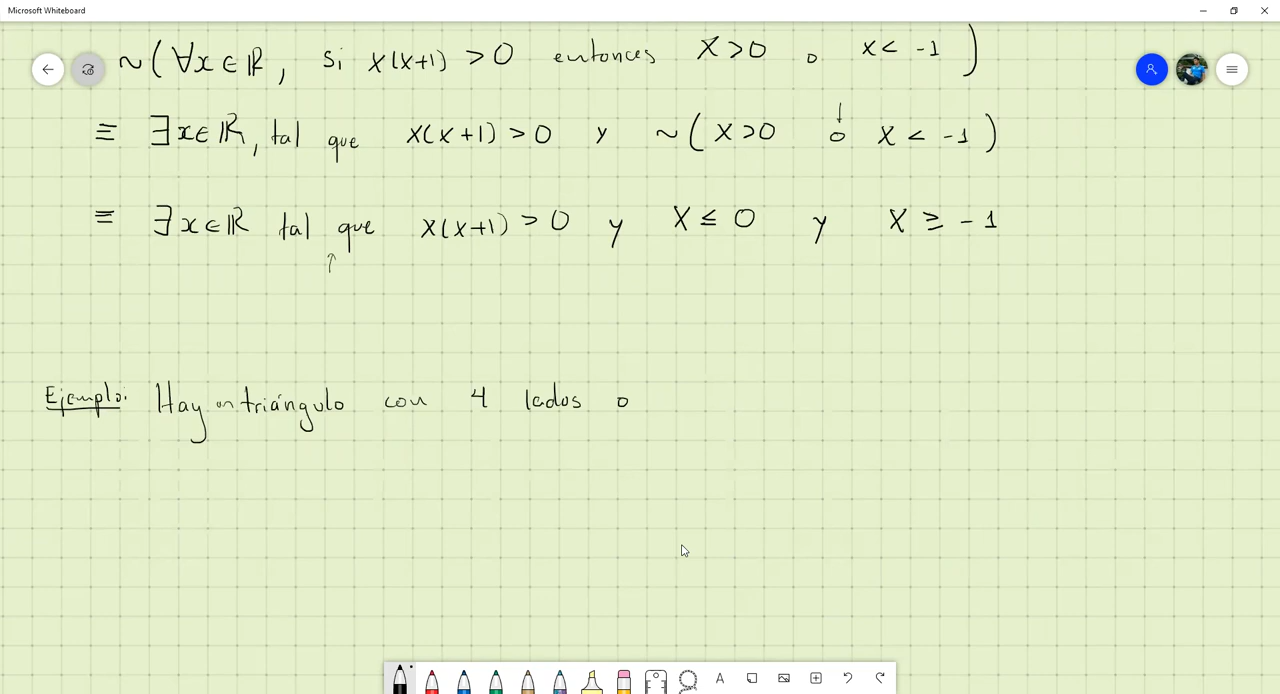 Microsoft Whiteboard
~(∀x∈ℝ, si x(x+1) > 0 entonces x>0 o x< -1)
≡ ∃x∈ℝ, tal que x(x+1) > 0 y ~(x>0 o x < -1)
≡ ∃x∈ℝ tal que x(x+1) > 0 y x ≤ 0 y x ≥ -1
Ejemplo: Hay un triángulo con 4 lados o